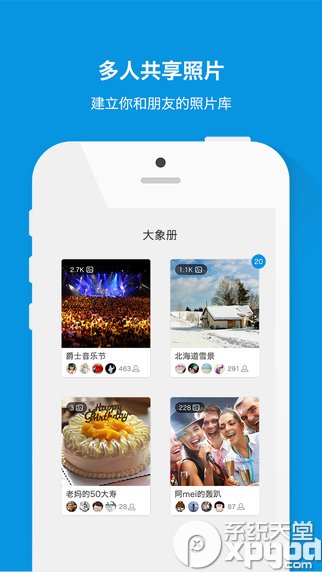 多人共享照片
建立你和朋友的照片库
大象册
2.7K
爵士音乐节
463
20
1.1K
北海道雪景
291
3
Happy
Birthday
老妈的50大寿
87
228
阿mei的轰趴
28
系统天堂
xpgod